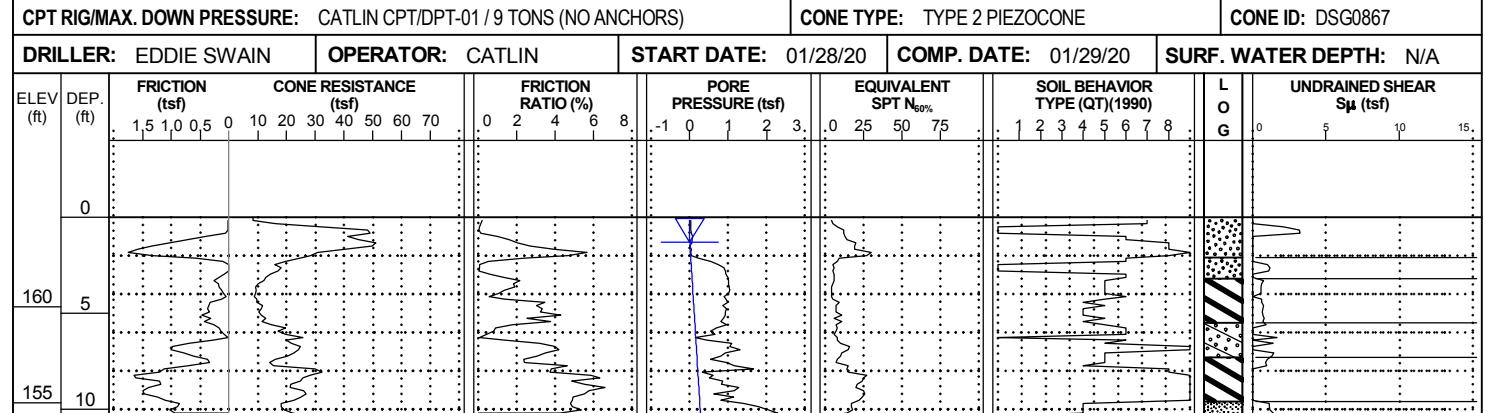 CPT RIG/MAX. DOWN PRESSURE: CATLIN CPT/DPT-01 / 9 TONS (NO ANCHORS) CONE TYPE: TYPE 2 PIEZOCONE CONE ID: DSG0867
DRILLER: EDDIE SWAIN OPERATOR: CATLIN START DATE: 01/28/20 COMP. DATE: 01/29/20 SURF. WATER DEPTH: N/A
ELEV (ft)
DEP. (ft)
FRICTION (tsf)
1,5 1,0 0,5 0
CONE RESISTANCE (tsf)
10 20 30 40 50 60 70
FRICTION RATIO (%)
0 2 4 6 8
PORE PRESSURE (tsf)
-1 0 1 2 3
EQUIVALENT SPT N60%
0 25 50 75
SOIL BEHAVIOR TYPE (QT)(1990)
1 2 3 4 5 6 7 8
L
O
G
UNDRAINED SHEAR Sµ (tsf)
0 5 10 15
0
160 5
155 10